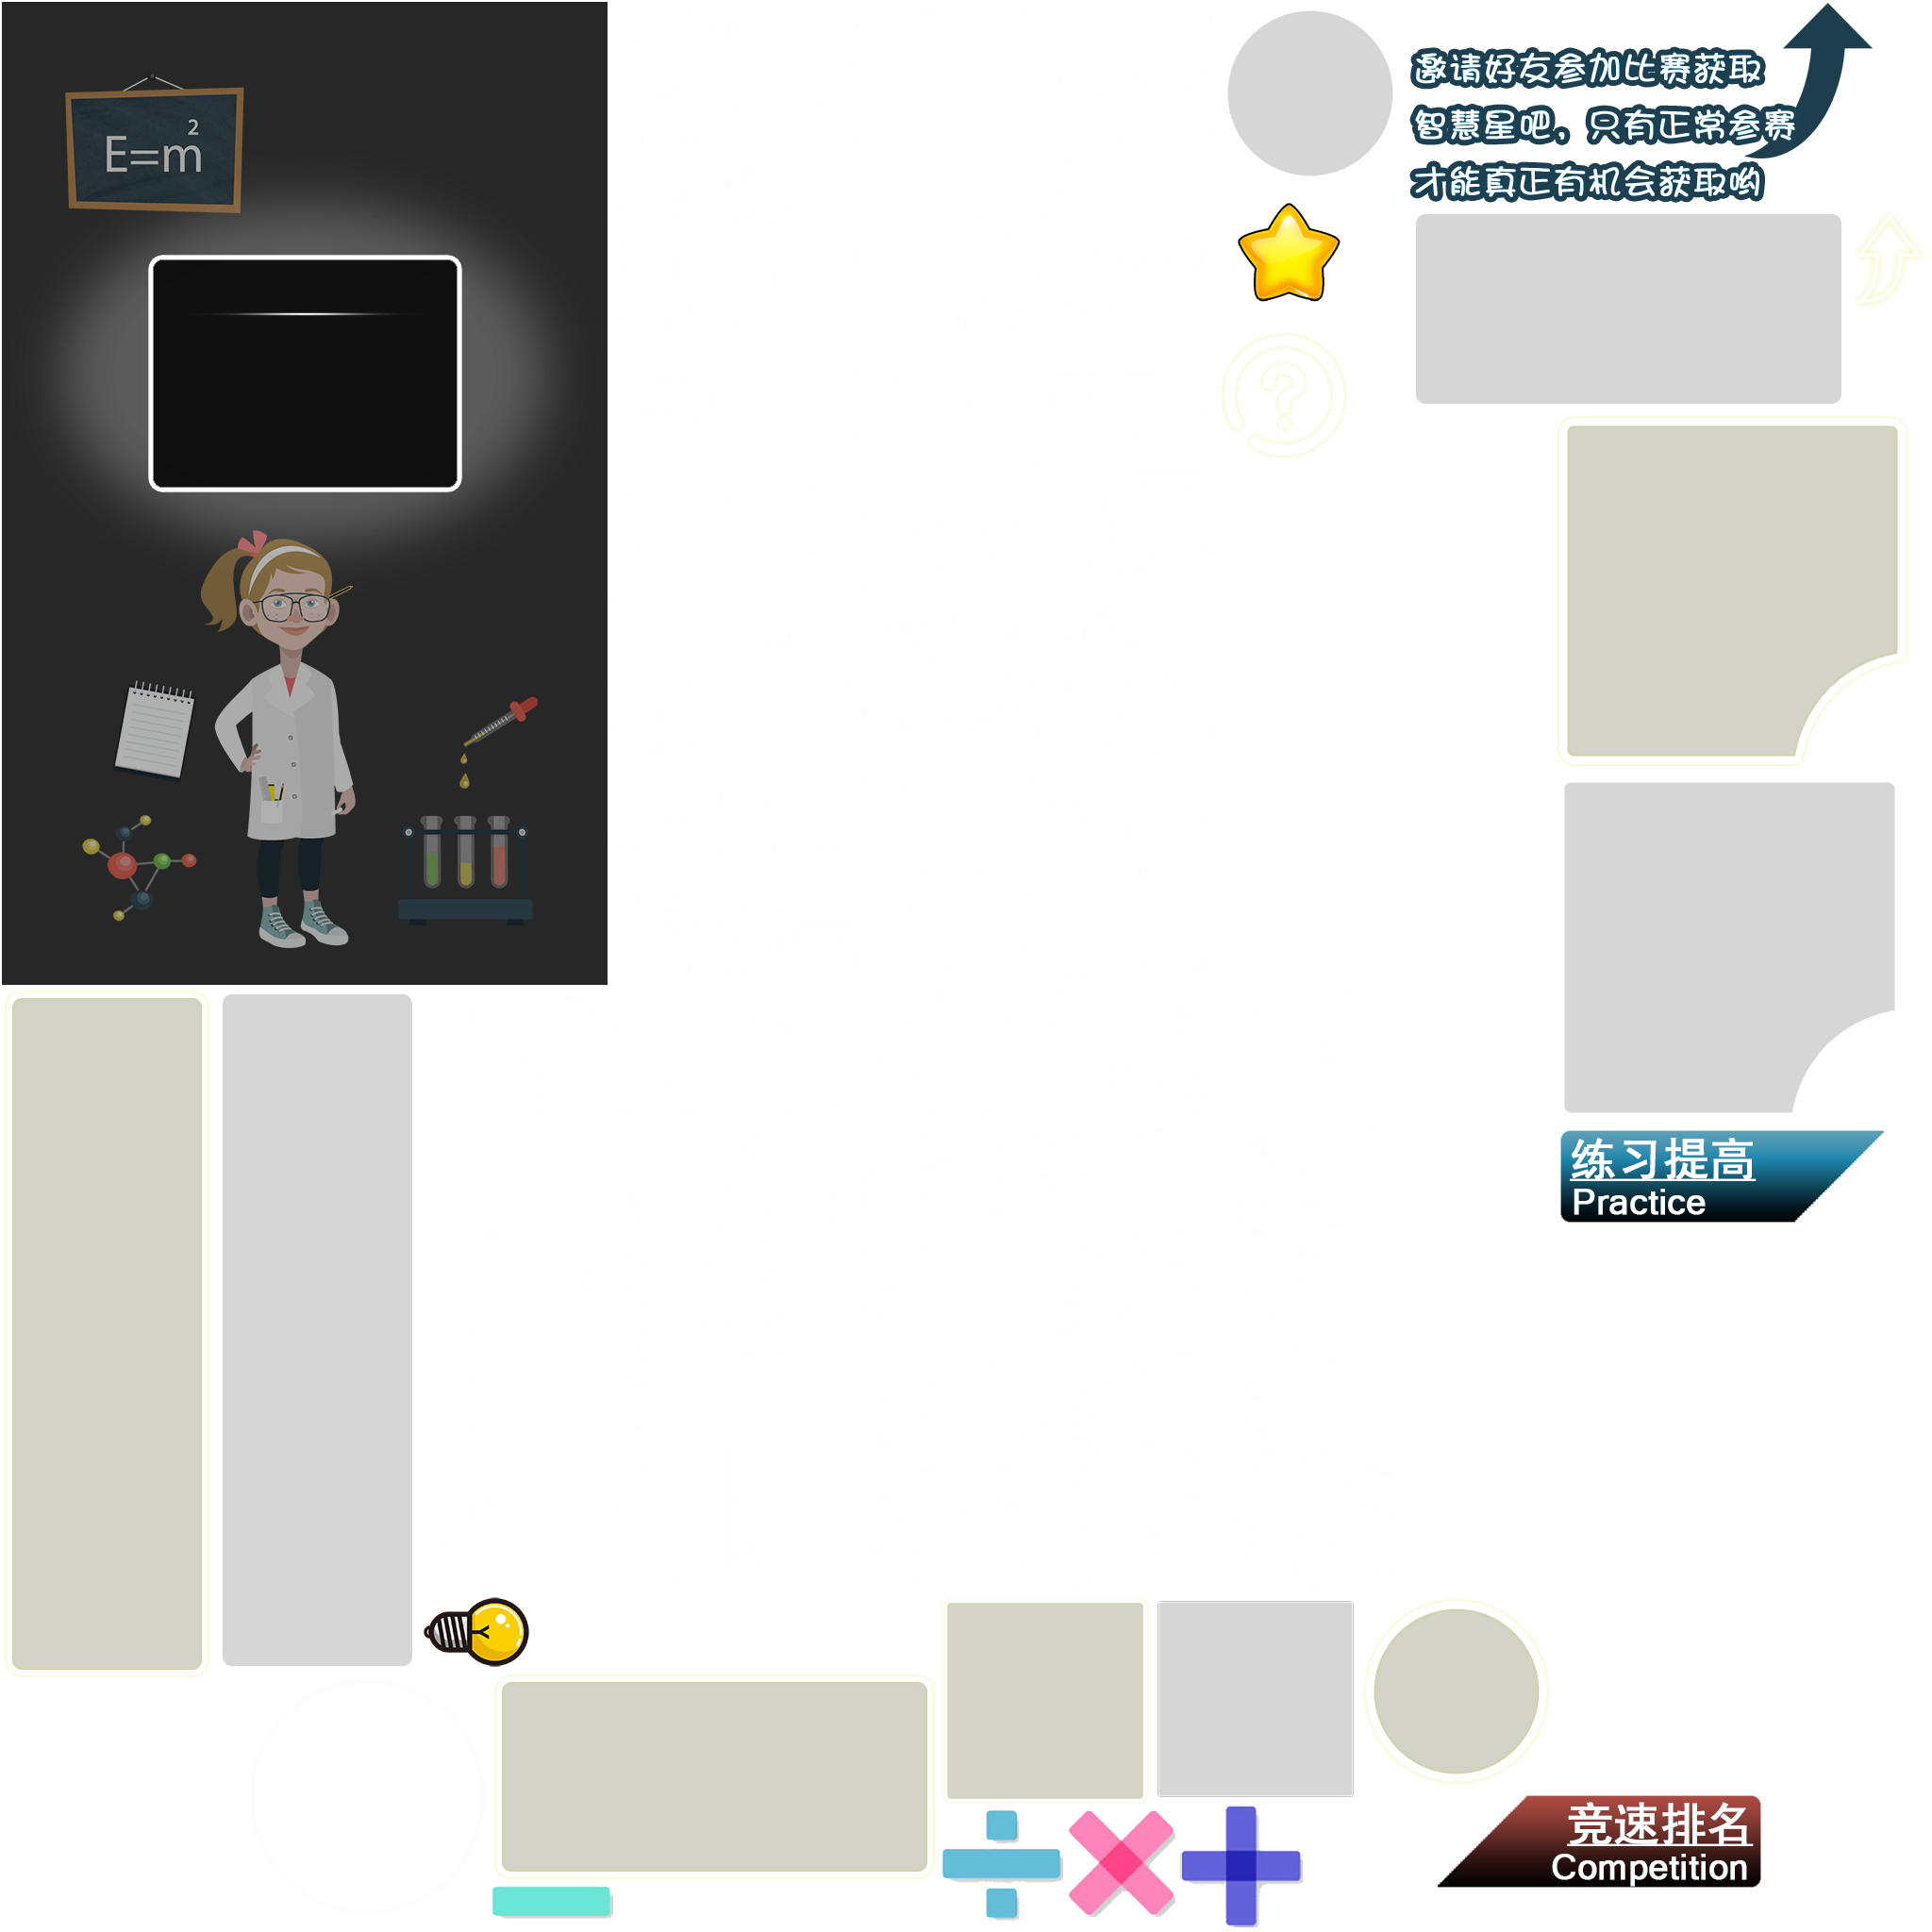 E=m²
邀请好友参加比赛获取
智慧星吧，只有正常参赛
才能真正有机会获取哟
?
练习提高
Practice
竞速排名
Competition